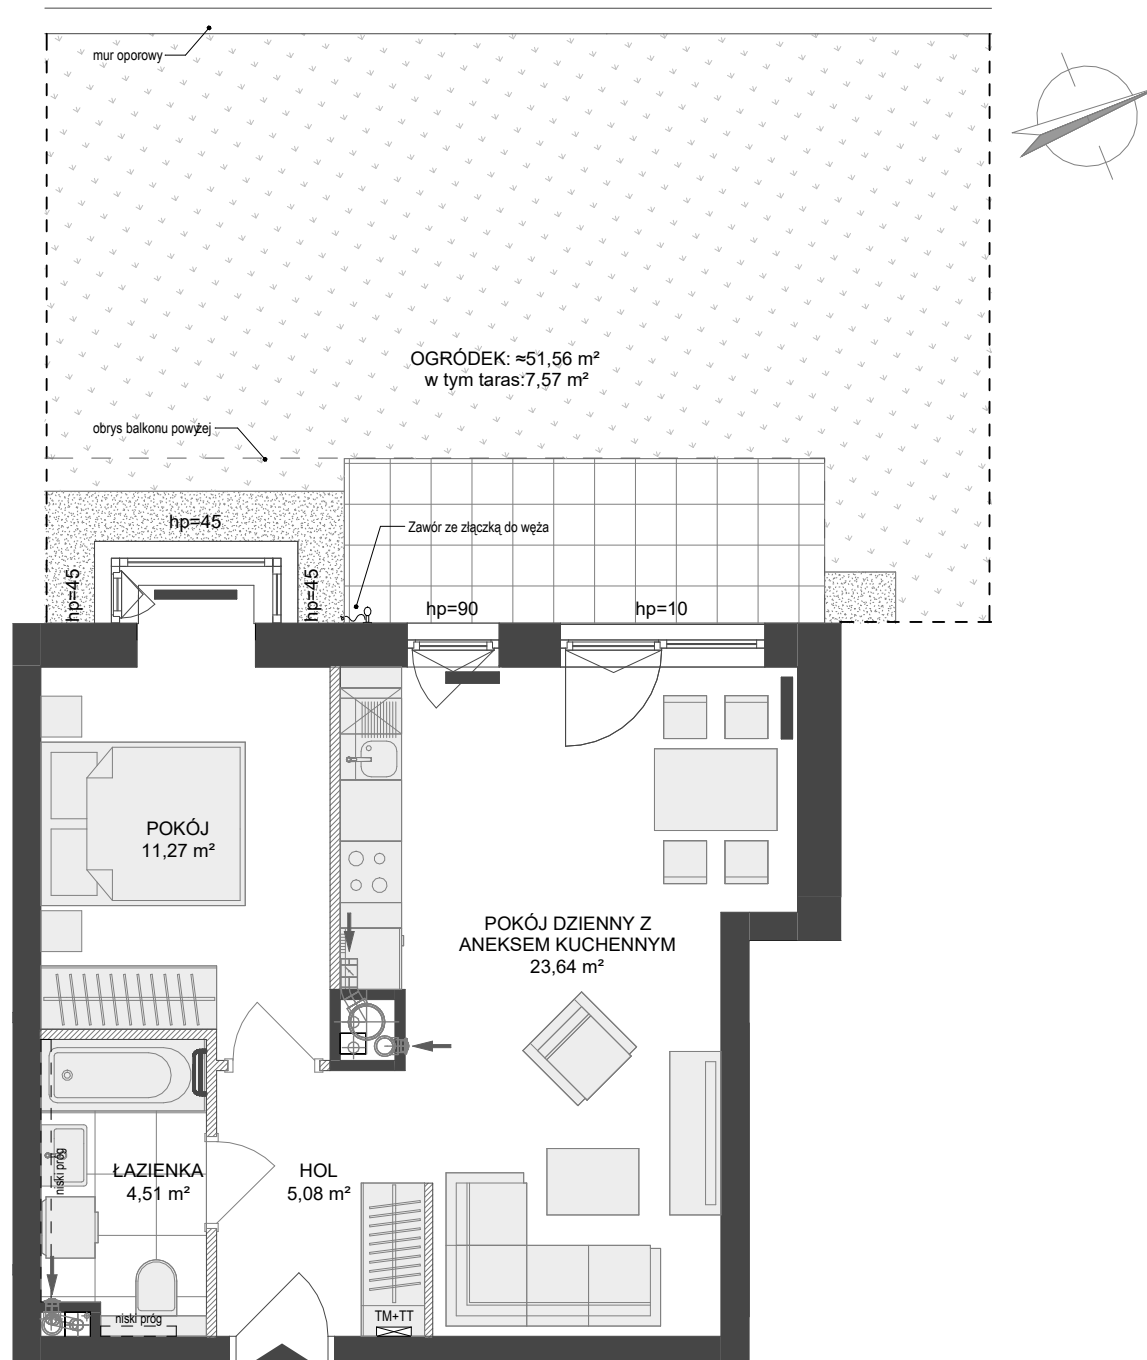 mur oporowy
OGRÓDEK: ≈51,56 m²
w tym taras:7,57 m²
obrys balkonu powyżej
hp=45
Zawór ze złączką do węża
hp=45
hp=45
hp=90
hp=10
POKÓJ
11,27 m²
POKÓJ DZIENNY Z
ANEKSEM KUCHENNYM
23,64 m²
niski próg
ŁAZIENKA
4,51 m²
HOL
5,08 m²
niski próg
TM+TT